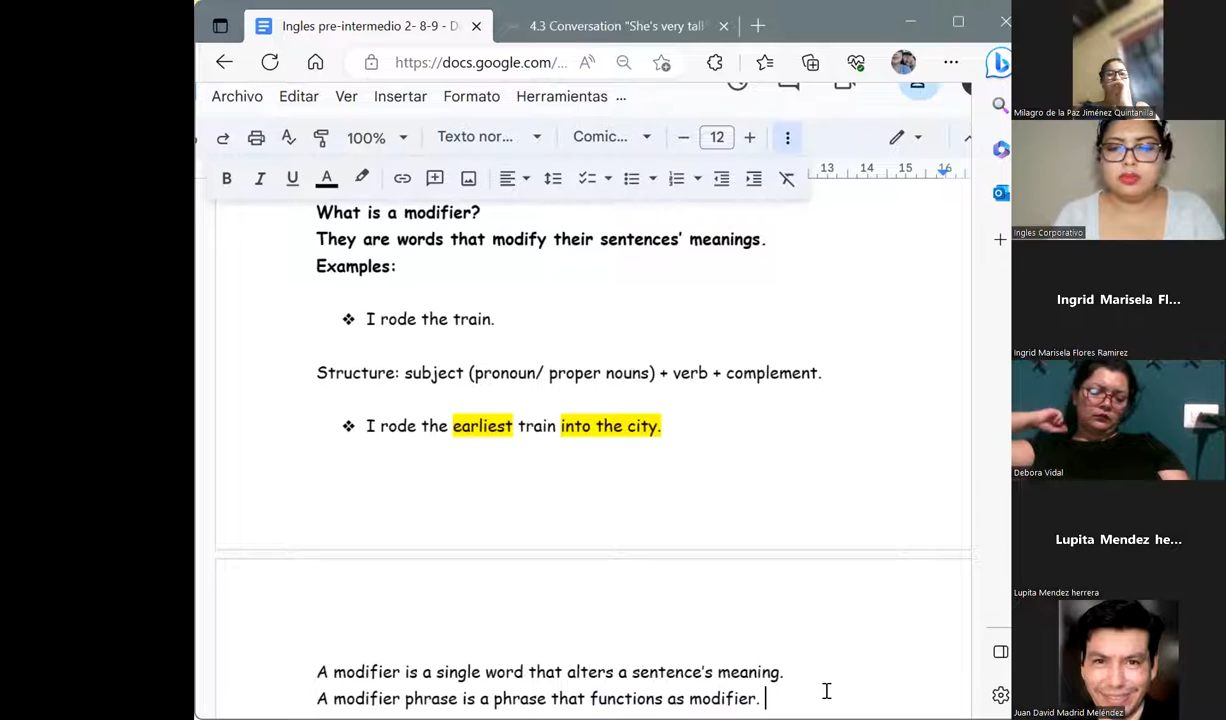 Ingles pre-intermedio 2- 8-9 - D
4.3 Conversation "She's very tall'
https://docs.google.com/...
Archivo Editar Ver Insertar Formato Herramientas ...
100% Texto nor... Comic... 12
B I U A
13 14 15 16
What is a modifier?
They are words that modify their sentences' meanings.
Examples:
❖ I rode the train.
Structure: subject (pronoun/ proper nouns) + verb + complement.
❖ I rode the earliest train into the city.
A modifier is a single word that alters a sentence's meaning.
A modifier phrase is a phrase that functions as modifier.
Milagro de la Paz Jiménez Quintanilla
Ingles Corporativo
Ingrid Marisela Fl...
Ingrid Marisela Flores Ramirez
Debora Vidal
Lupita Mendez he...
Lupita Mendez herrera
Juan David Madrid Meléndez